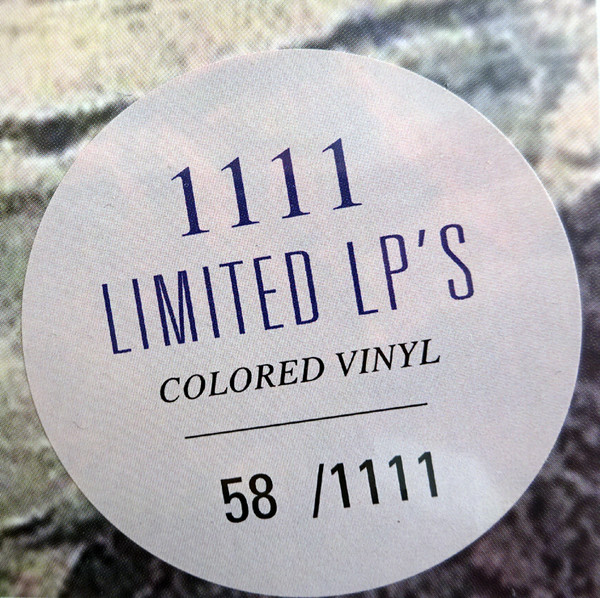 1111
LIMITED LP'S
COLORED VINYL
58 /1111